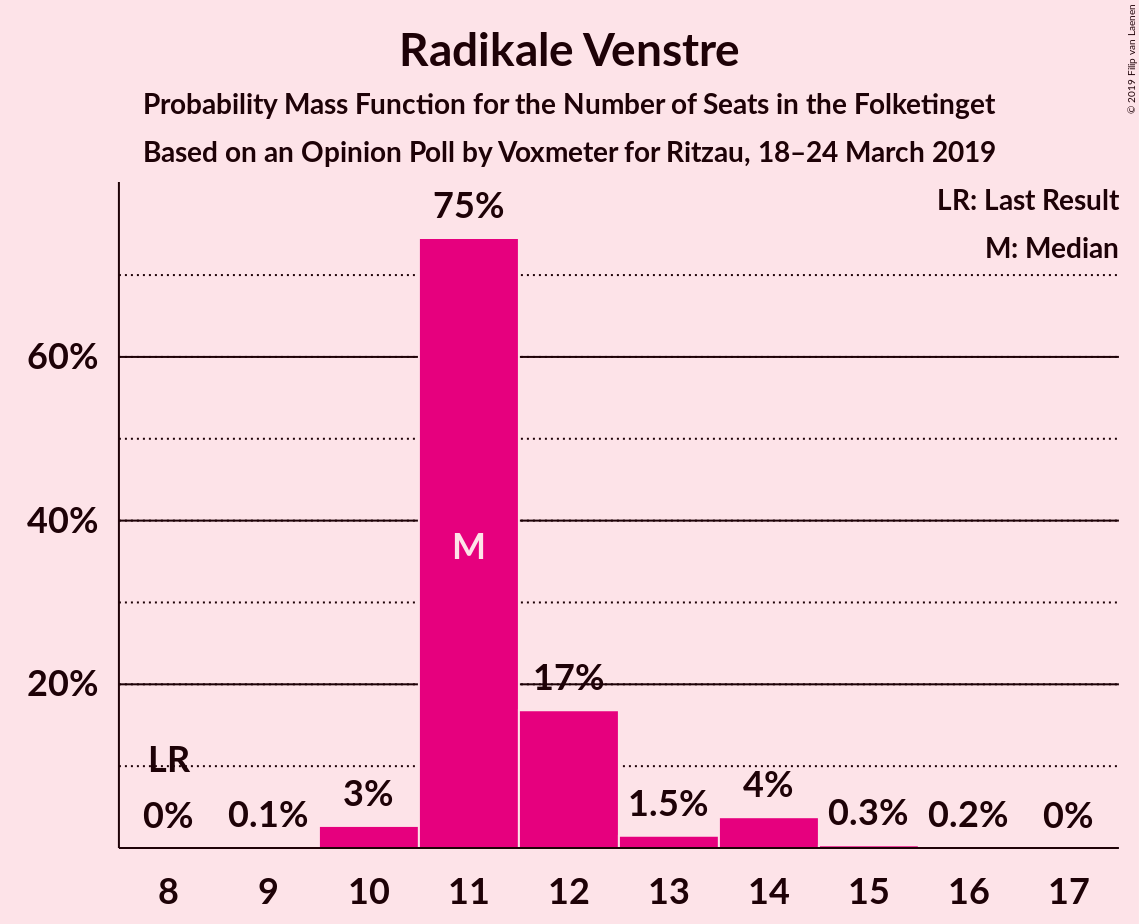 Radikale Venstre
Probability Mass Function for the Number of Seats in the Folketinget
Based on an Opinion Poll by Voxmeter for Ritzau, 18–24 March 2019
© 2019 Filip van Laenen
LR: Last Result
M: Median
75%
60%
40%
M
20%
17%
LR
0%
0.1%
3%
1.5%
4%
0.3%
0.2%
0%
8 9 10 11 12 13 14 15 16 17